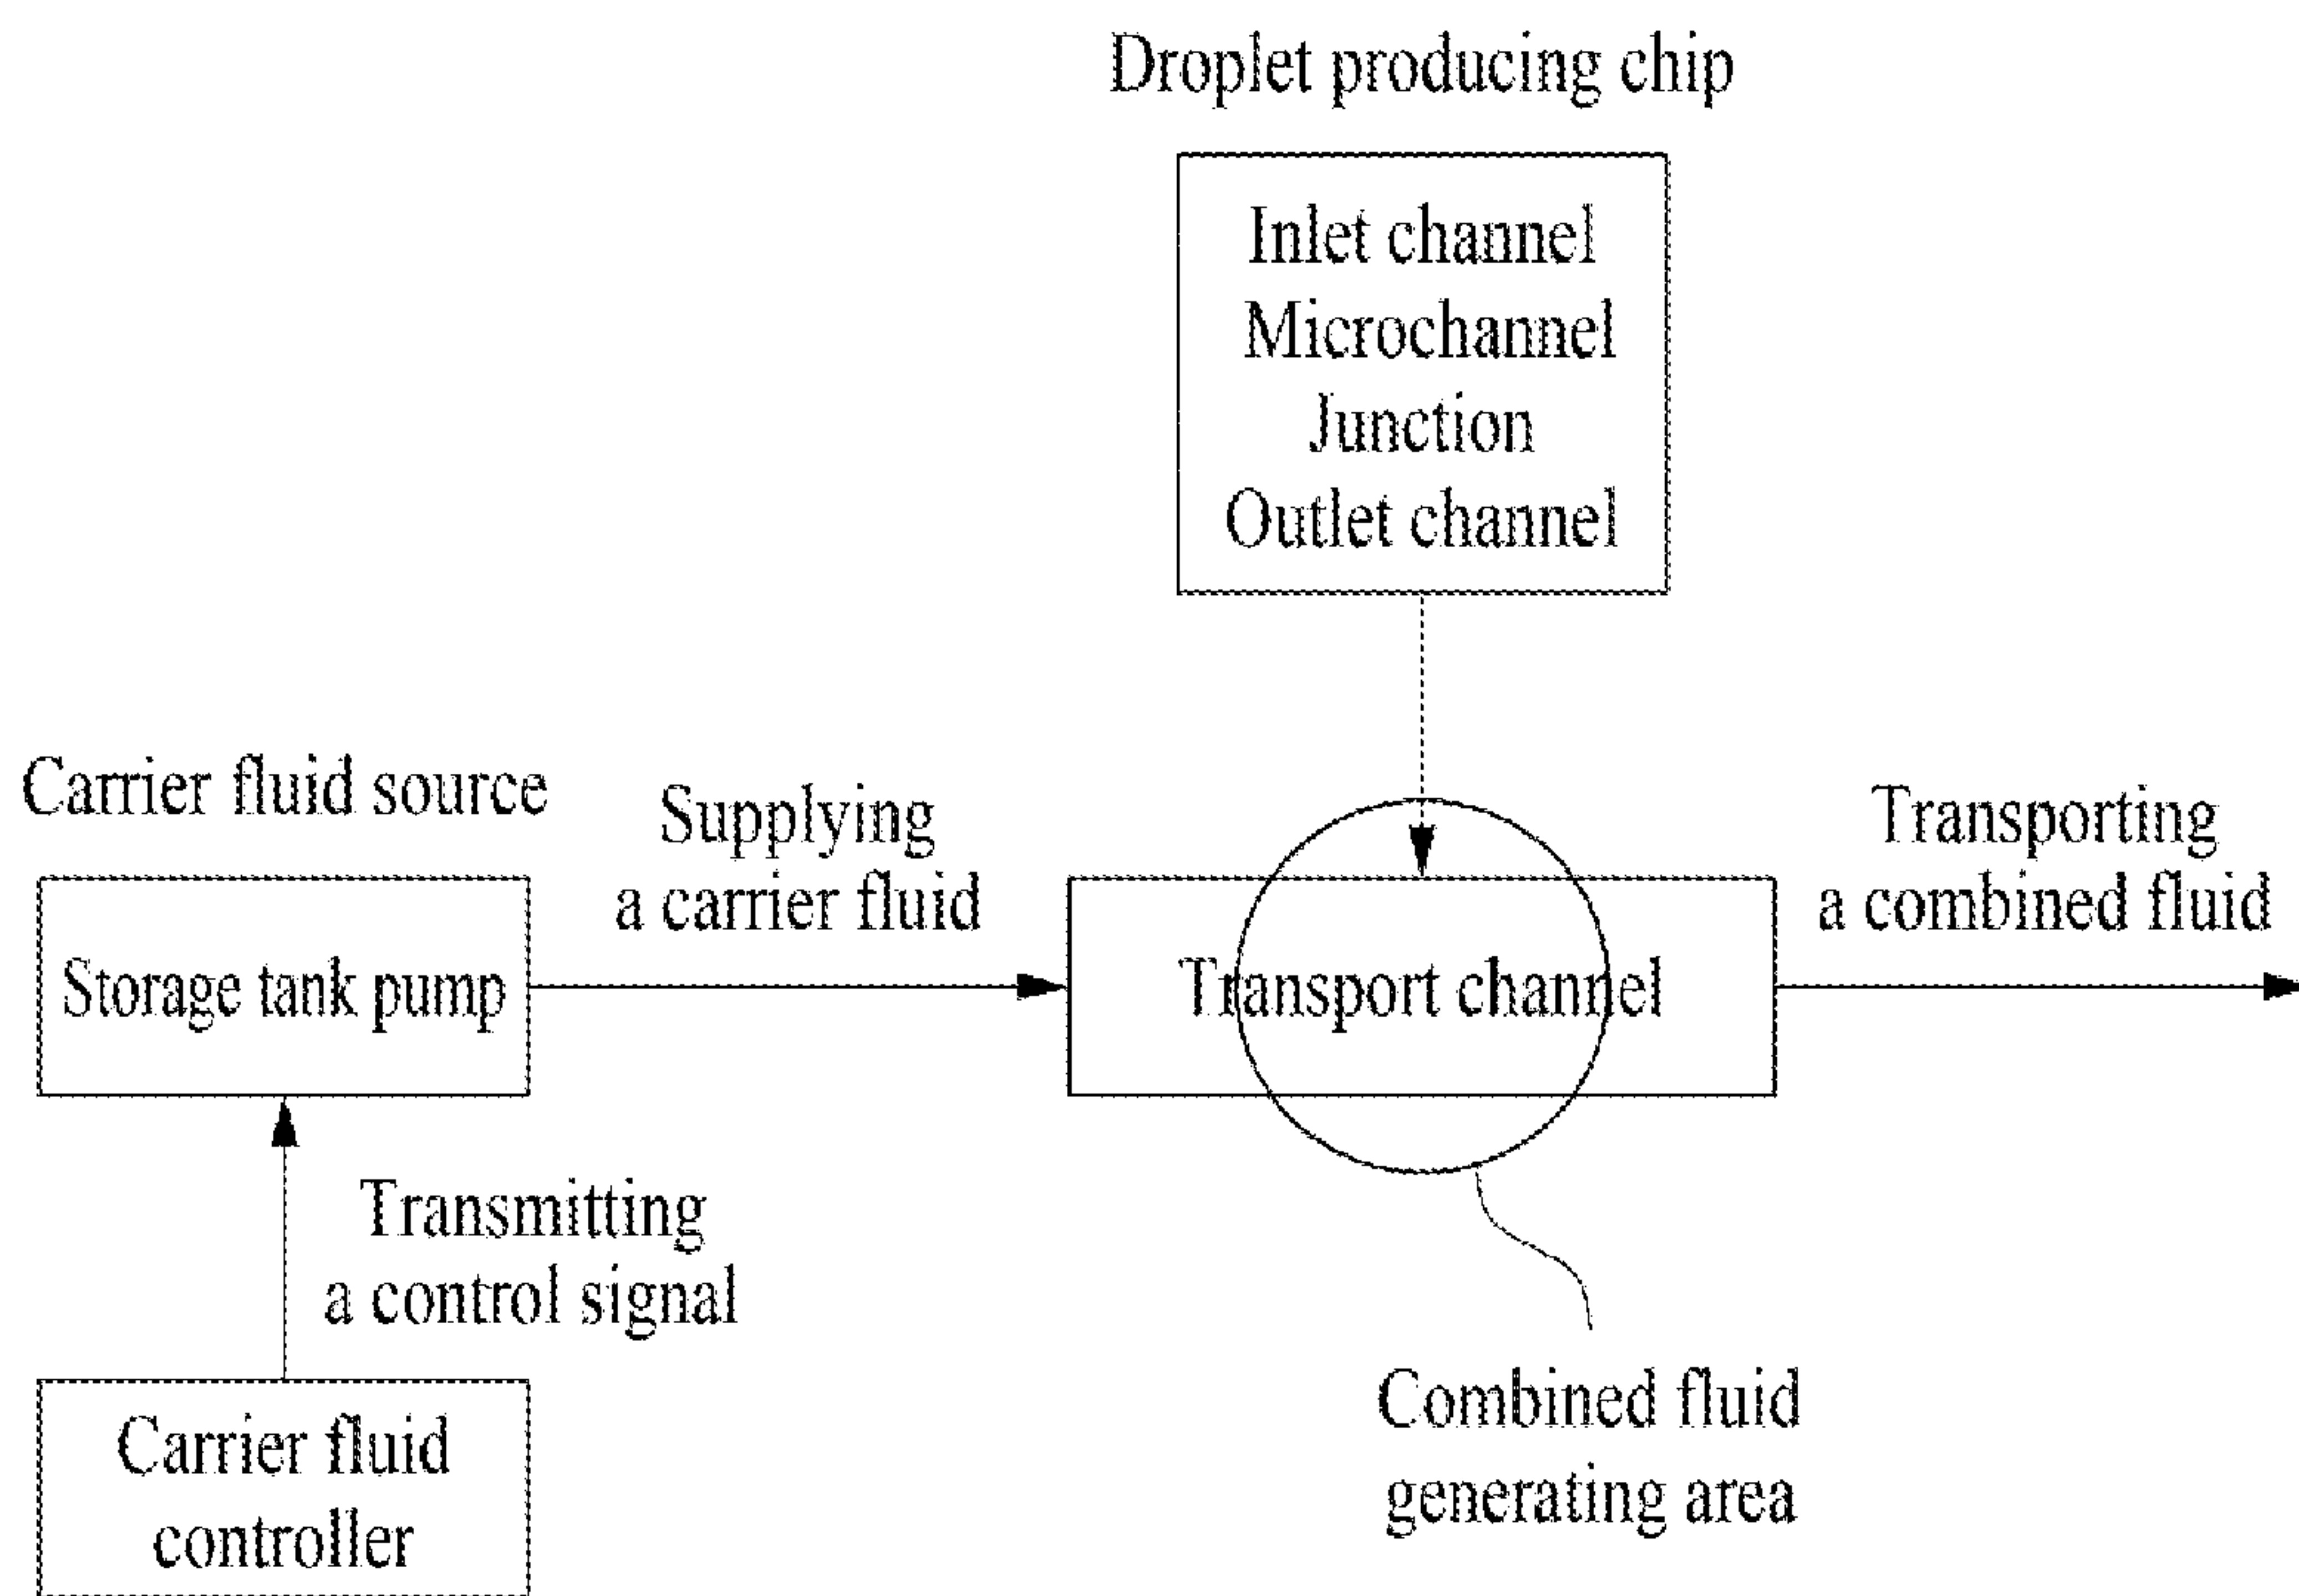 Droplet producing chip
Inlet channel
Microchannel
Junction
Outlet channel
Carrier fluid source
Storage tank pump
Supplying
a carrier fluid
Transport channel
Transporting
a combined fluid
Transmitting
a control signal
Carrier fluid
controller
Combined fluid
generating area